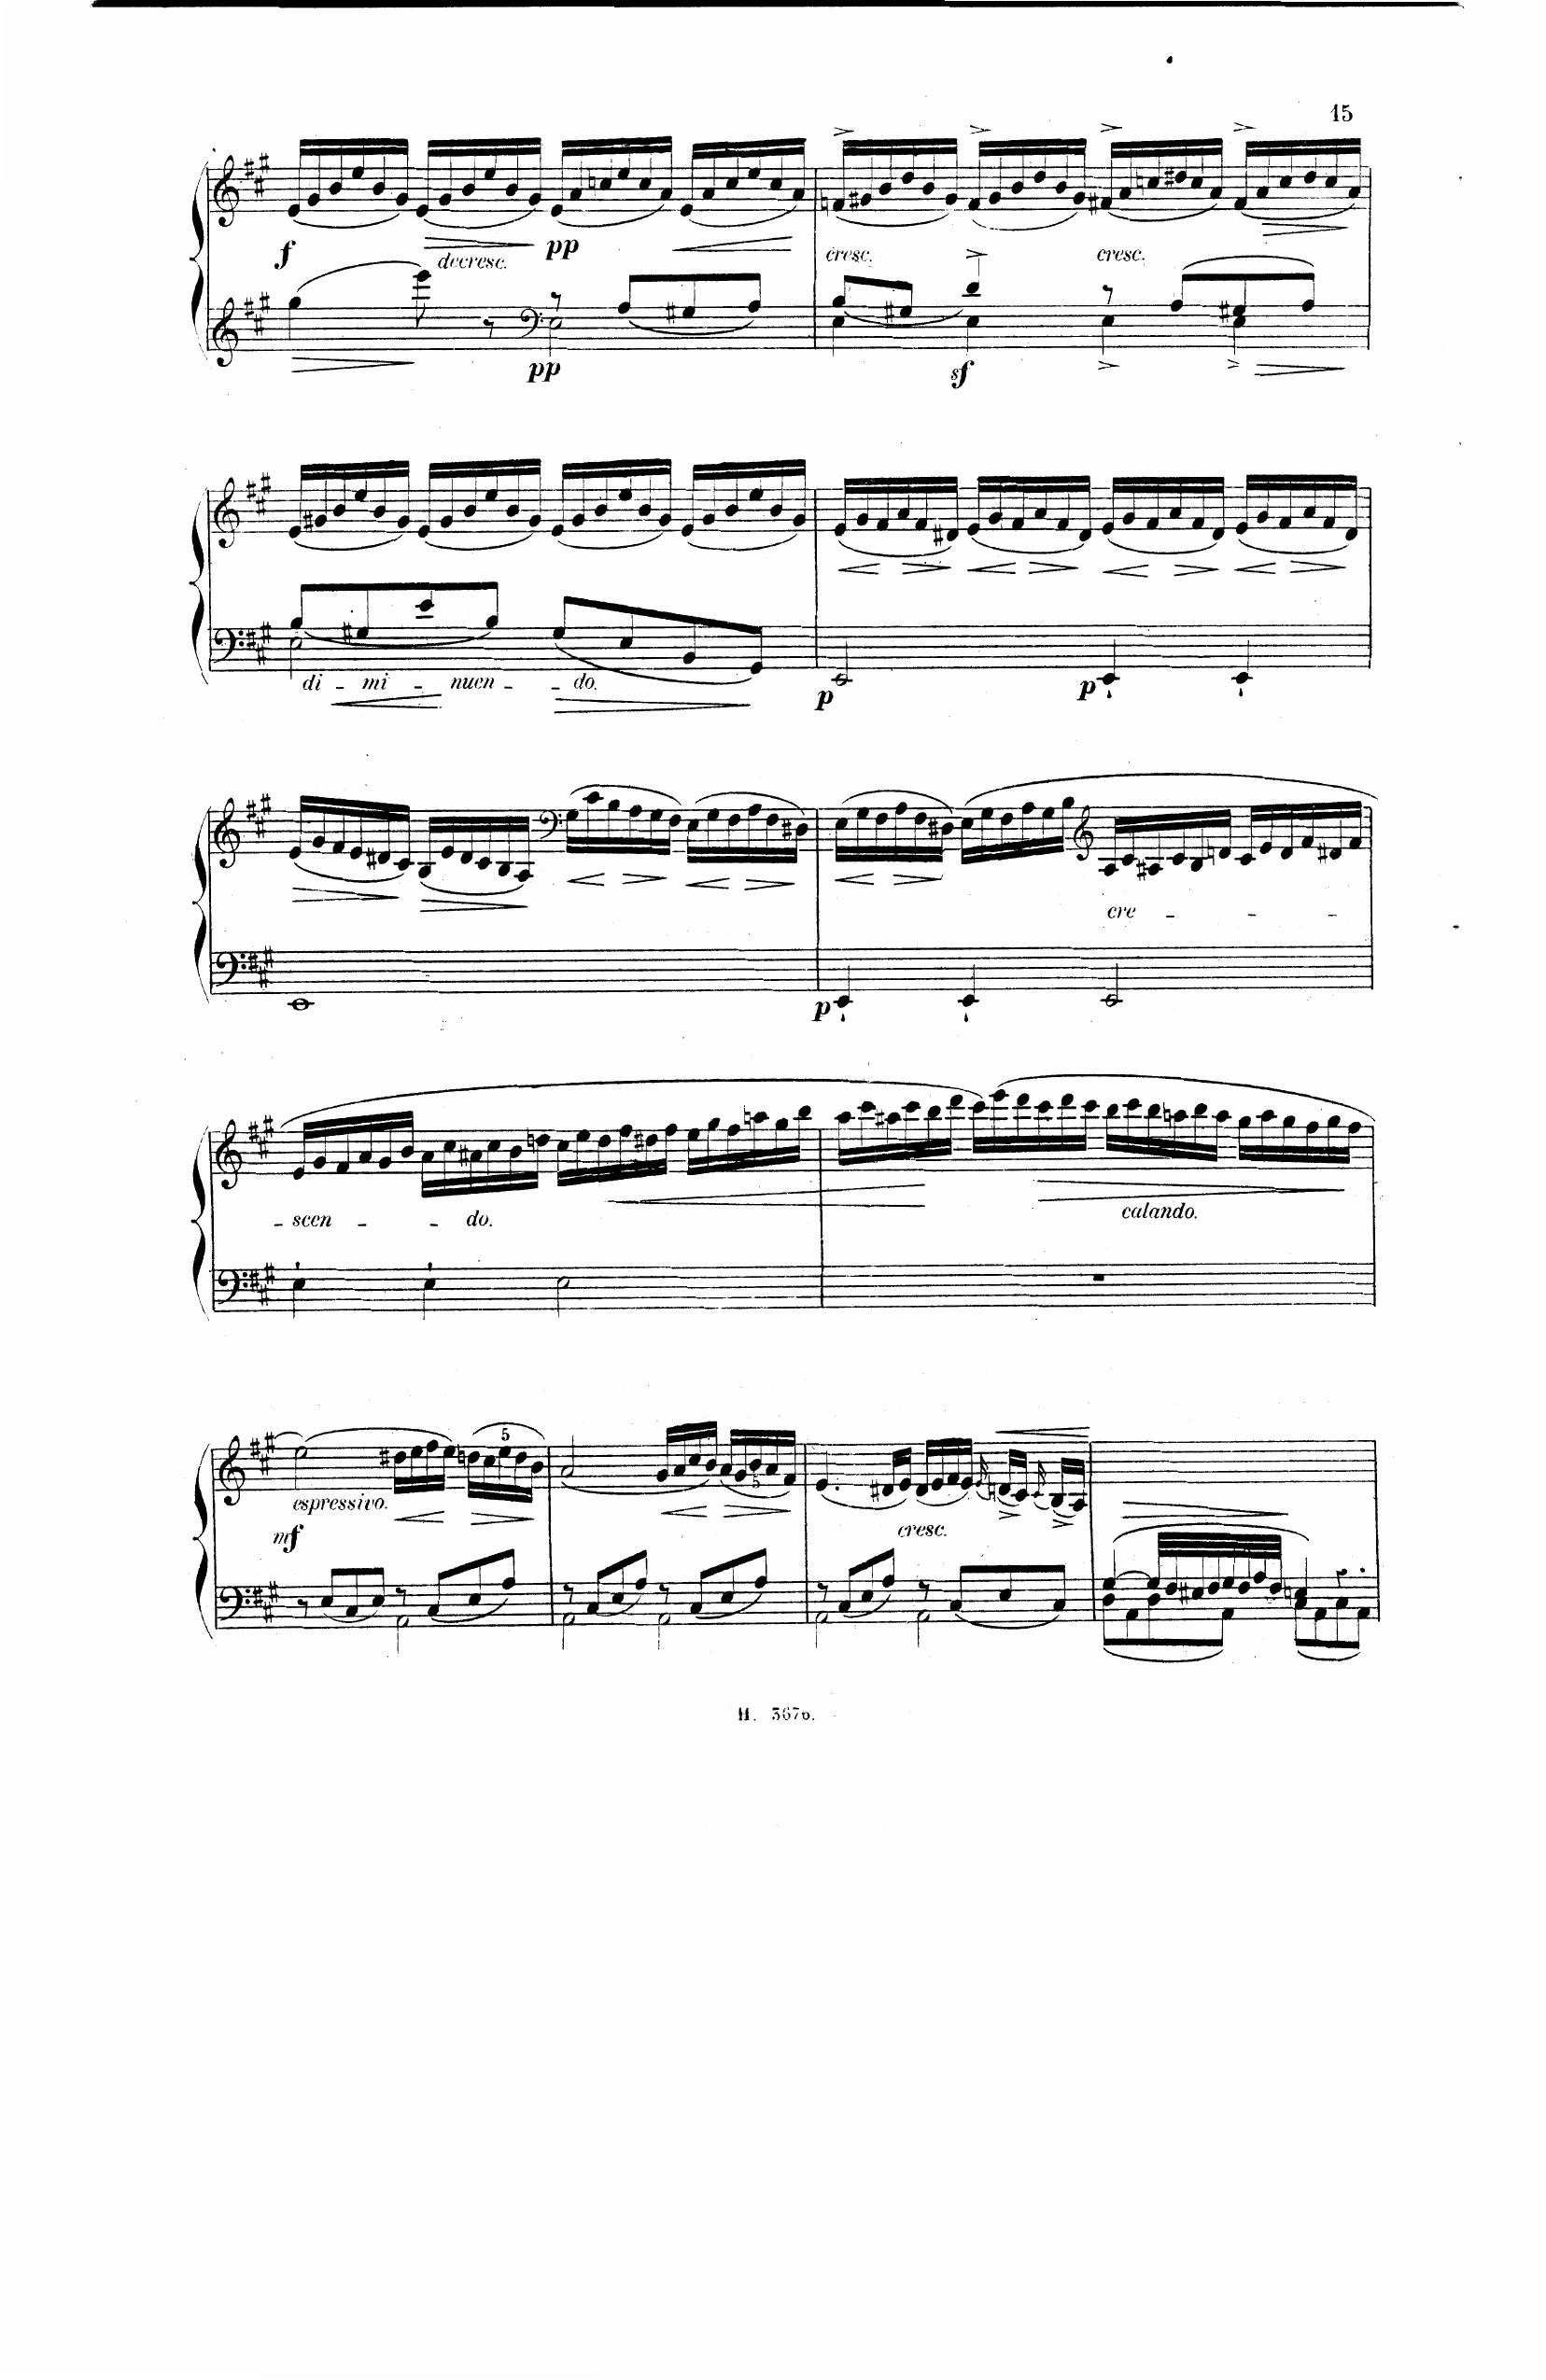 15
f decresc. pp cresc. cresc.
pp sf
di - mi - nuen - do.
p p
cre - - -
p
- scen - - do.
calando.
5
espressivo. 5
mf cresc.
H. 3676.